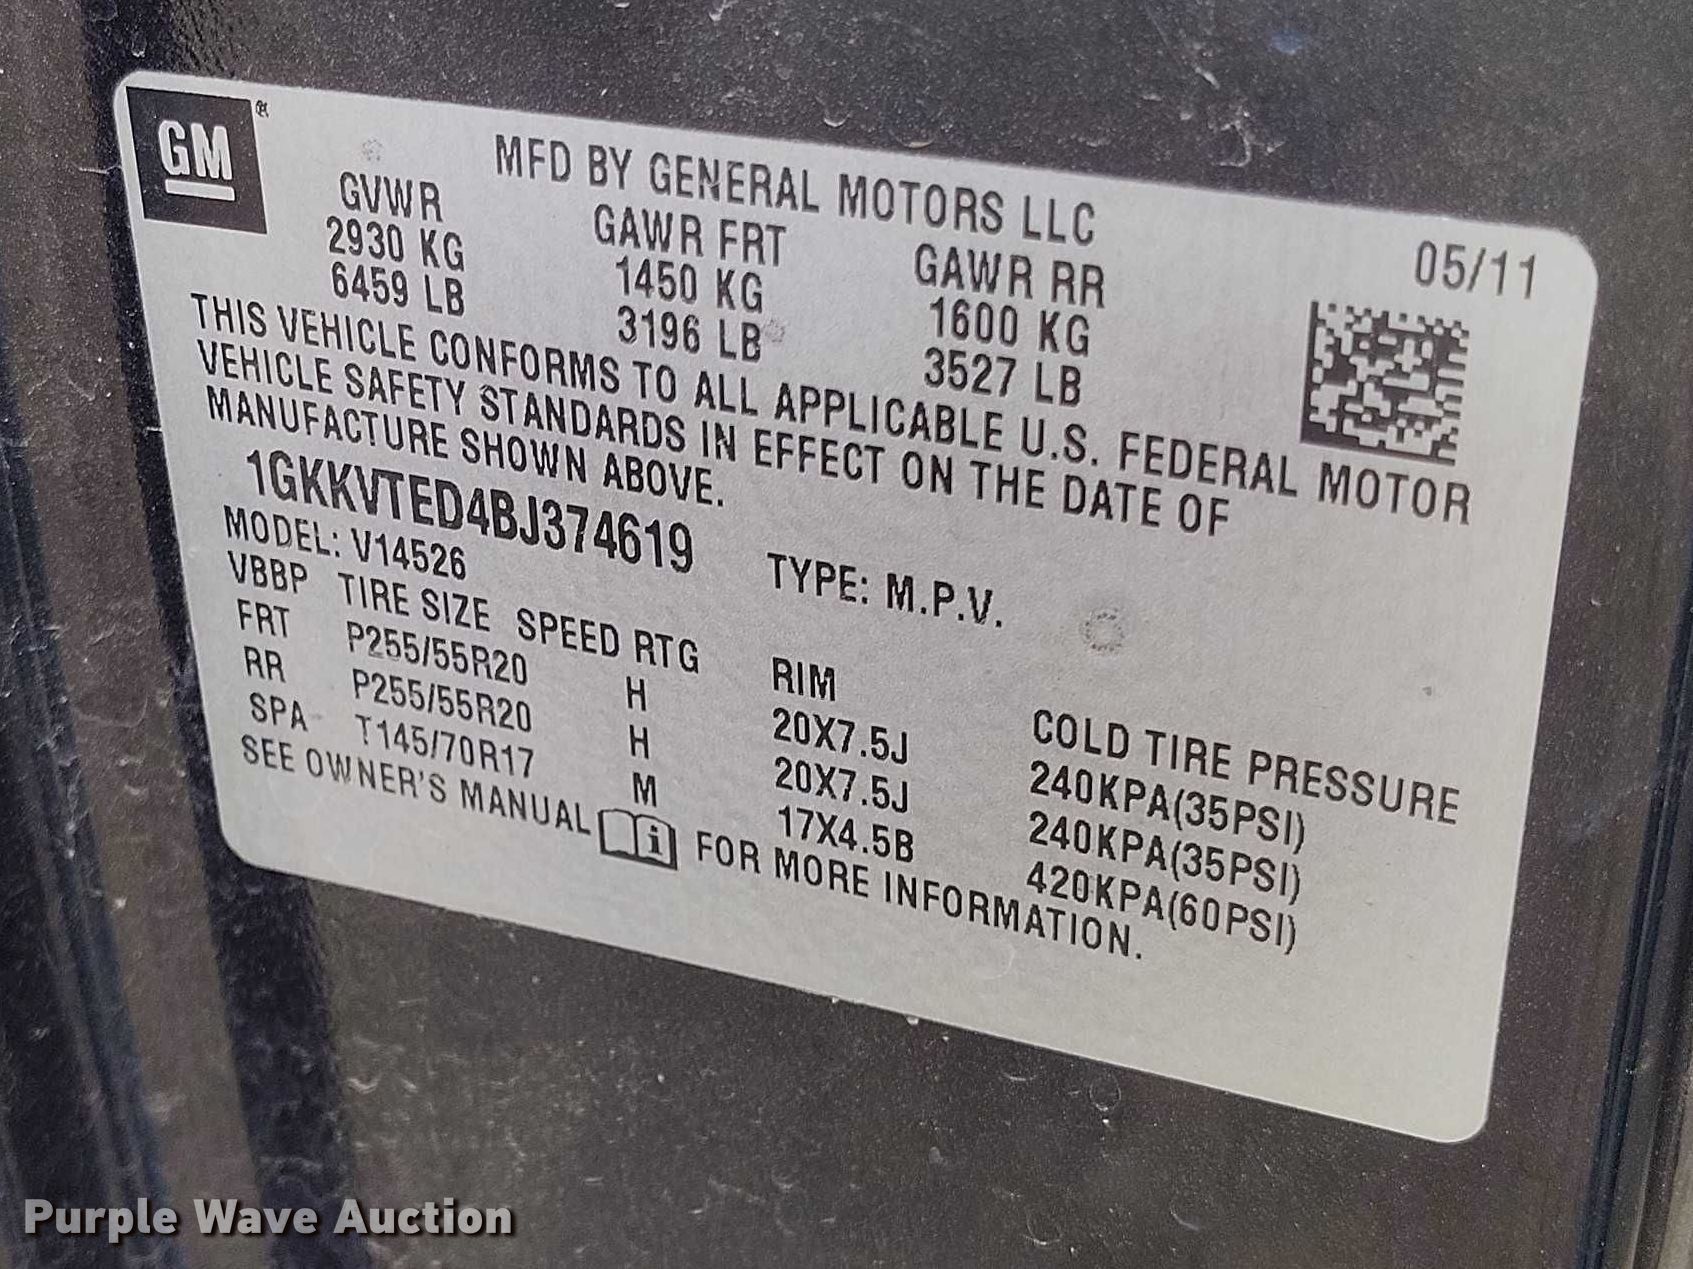 GM ®
MFD BY GENERAL MOTORS LLC
05/11
GVWR GAWR FRT GAWR RR
2930 KG 1450 KG 1600 KG
6459 LB 3196 LB 3527 LB
THIS VEHICLE CONFORMS TO ALL APPLICABLE U.S. FEDERAL MOTOR
VEHICLE SAFETY STANDARDS IN EFFECT ON THE DATE OF
MANUFACTURE SHOWN ABOVE.
1GKKVTED4BJ374619 TYPE: M.P.V.
MODEL: V14526
VBBP TIRE SIZE SPEED RTG RIM COLD TIRE PRESSURE
FRT P255/55R20 H 20X7.5J 240KPA(35PSI)
RR P255/55R20 H 20X7.5J 240KPA(35PSI)
SPA T145/70R17 M 17X4.5B 420KPA(60PSI)
SEE OWNER'S MANUAL i FOR MORE INFORMATION.
Purple Wave Auction